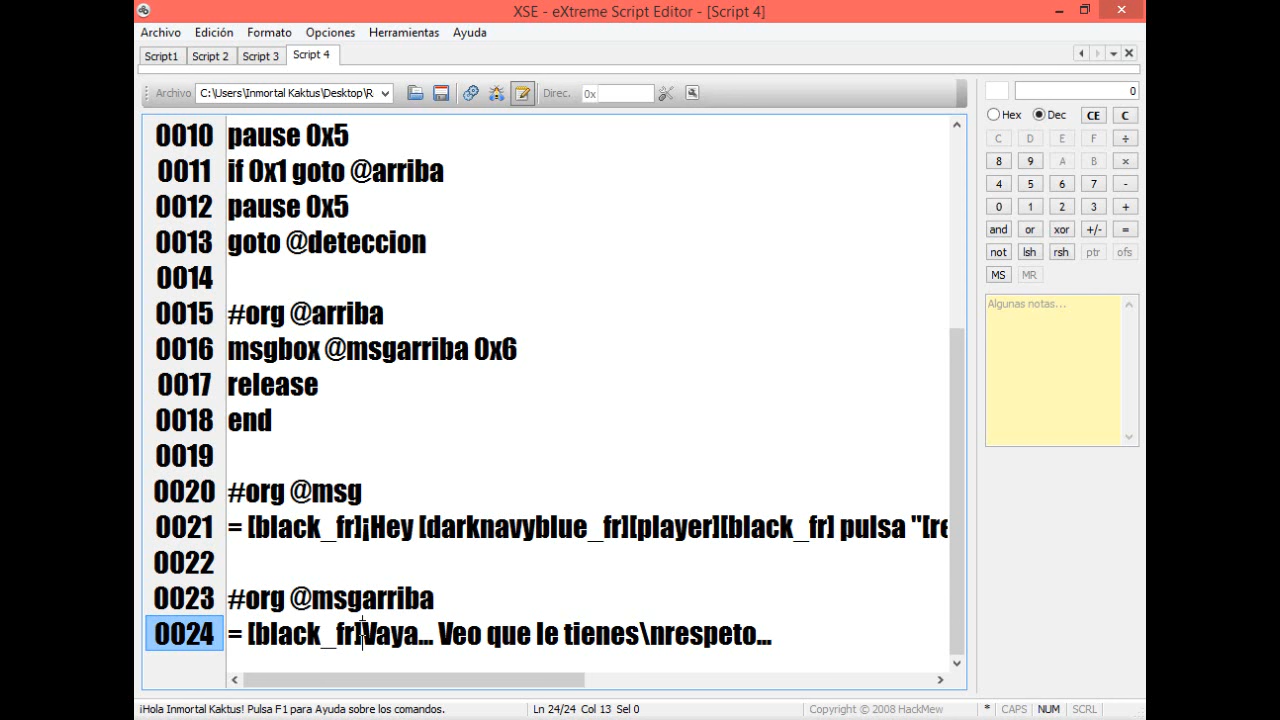 XSE - eXtreme Script Editor - [Script 4]
Archivo Edición Formato Opciones Herramientas Ayuda
Script1 Script 2 Script 3 Script 4
Archivo C:\Users\Inmortal Kaktus\Desktop\R Direc. 0x
0
Hex Dec CE C
C D E F ÷
8 9 A B ×
4 5 6 7 -
0 1 2 3 +
and or xor +/- =
not lsh rsh ptr ofs
MS MR
Algunas notas...
0010 pause 0x5
0011 if 0x1 goto @arriba
0012 pause 0x5
0013 goto @deteccion
0014
0015 #org @arriba
0016 msgbox @msgarriba 0x6
0017 release
0018 end
0019
0020 #org @msg
0021 = [black_fr]¡Hey [darknavyblue_fr][player][black_fr] pulsa "[re
0022
0023 #org @msgarriba
0024 = [black_fr]Vaya... Veo que le tienes\nrespeto...
¡Hola Inmortal Kaktus! Pulsa F1 para Ayuda sobre los comandos. Ln 24/24 Col 13 Sel 0 Copyright © 2008 HackMew * CAPS NUM SCRL